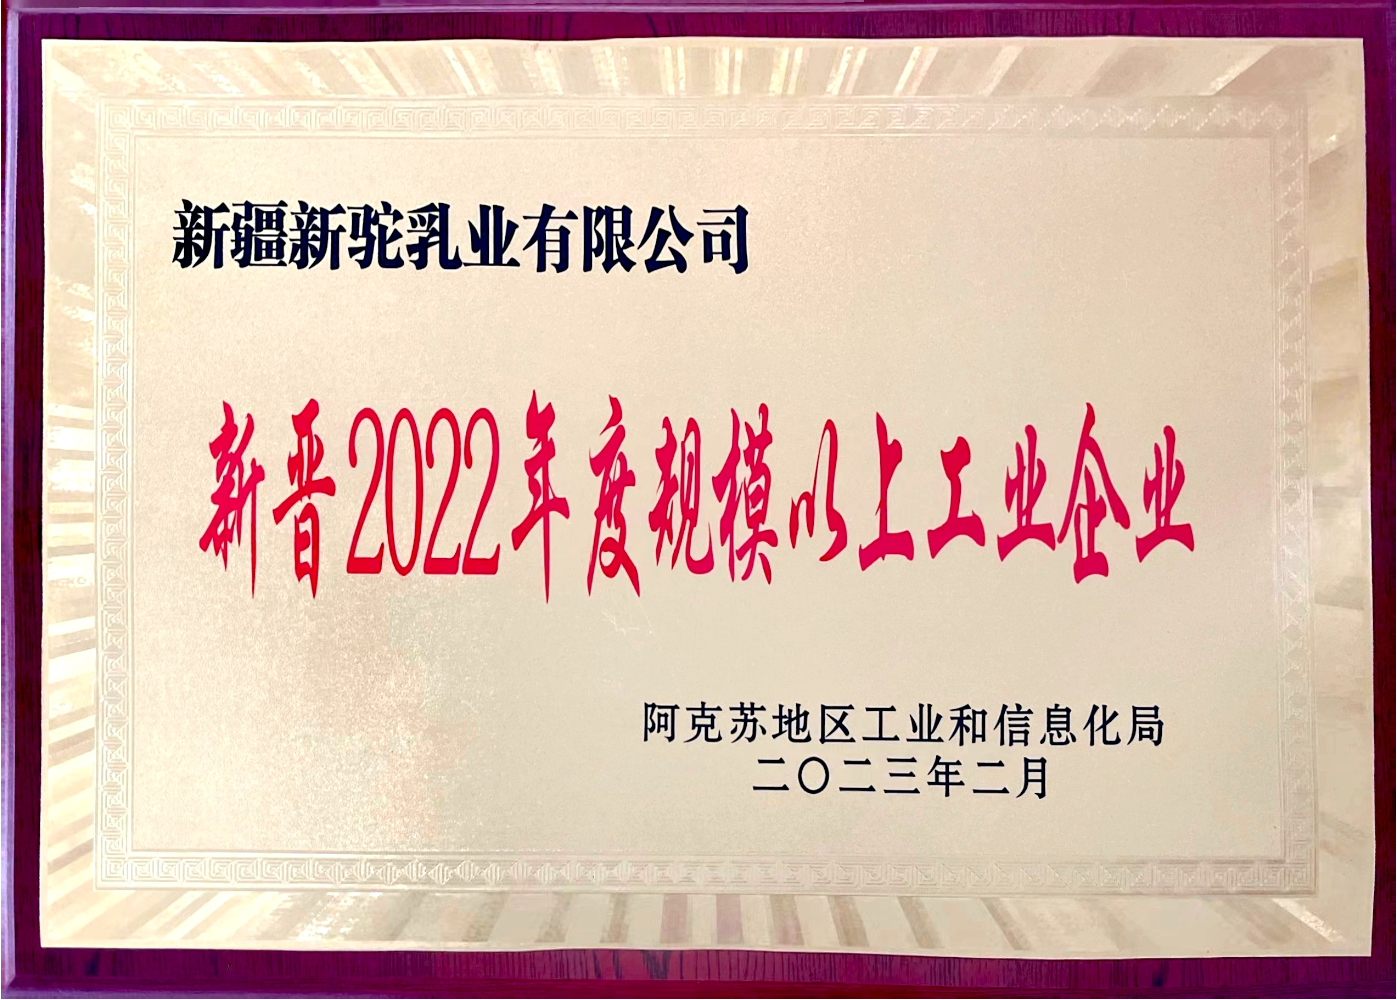 新疆新驼乳业有限公司
新晋2022年度规模以上工业企业
阿克苏地区工业和信息化局
二〇二三年二月